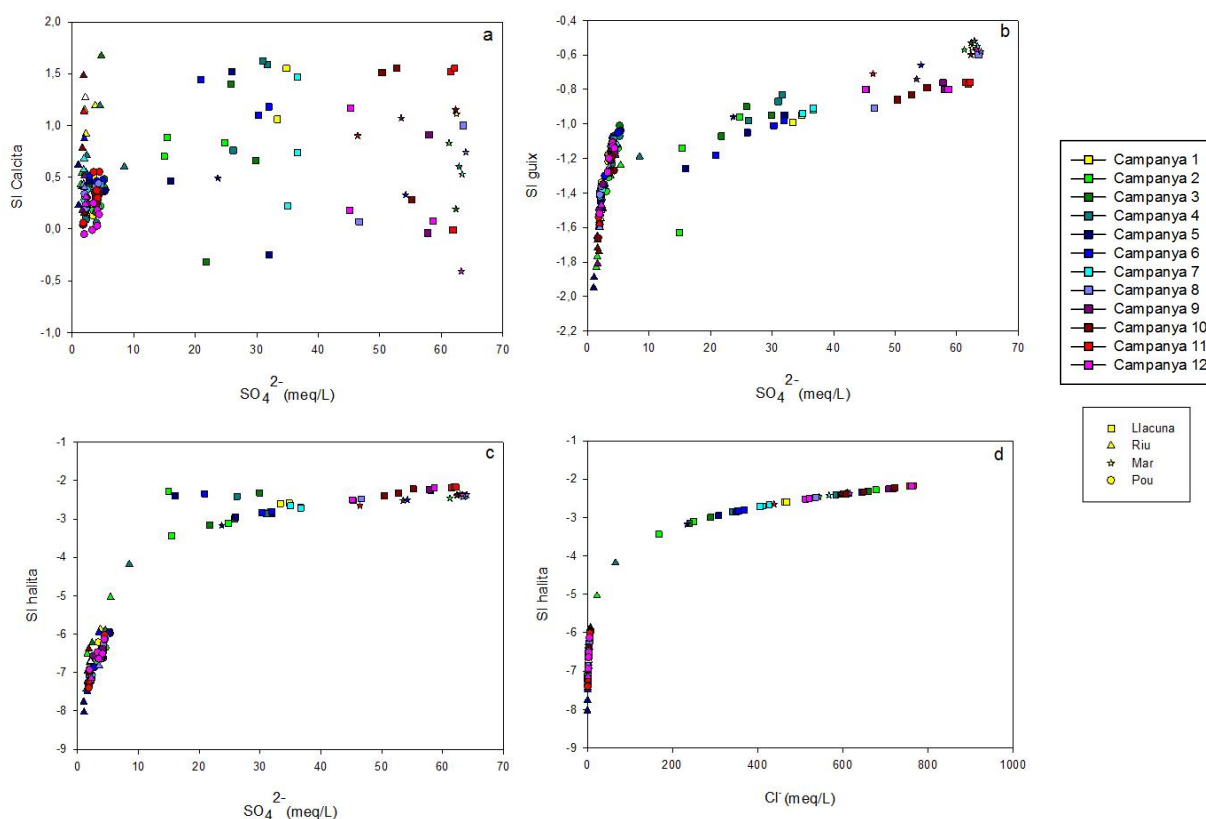 a
2,0
1,5
1,0
0,5
0,0
-0,5
-1,0
SI Calcita
0 10 20 30 40 50 60 70
SO₄²⁻ (meq/L)
b
-0,4
-0,6
-0,8
-1,0
-1,2
-1,4
-1,6
-1,8
-2,0
-2,2
SI guix
0 10 20 30 40 50 60 70
SO₄²⁻ (meq/L)
Campanya 1
Campanya 2
Campanya 3
Campanya 4
Campanya 5
Campanya 6
Campanya 7
Campanya 8
Campanya 9
Campanya 10
Campanya 11
Campanya 12
Llacuna
Riu
Mar
Pou
c
-1
-2
-3
-4
-5
-6
-7
-8
-9
SI halita
0 10 20 30 40 50 60 70
SO₄²⁻ (meq/L)
d
-1
-2
-3
-4
-5
-6
-7
-8
-9
SI halita
0 200 400 600 800 1000
Cl⁻ (meq/L)